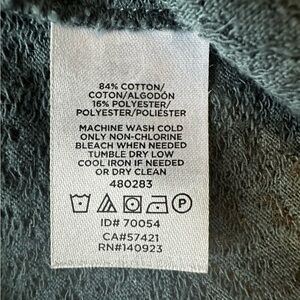 84% COTTON/
COTON/ALGODÓN
16% POLYESTER/
POLYESTER/POLIÉSTER
MACHINE WASH COLD
ONLY NON-CHLORINE
BLEACH WHEN NEEDED
TUMBLE DRY LOW
COOL IRON IF NEEDED
OR DRY CLEAN
480283
P
ID# 70054
CA#57421
RN#140923